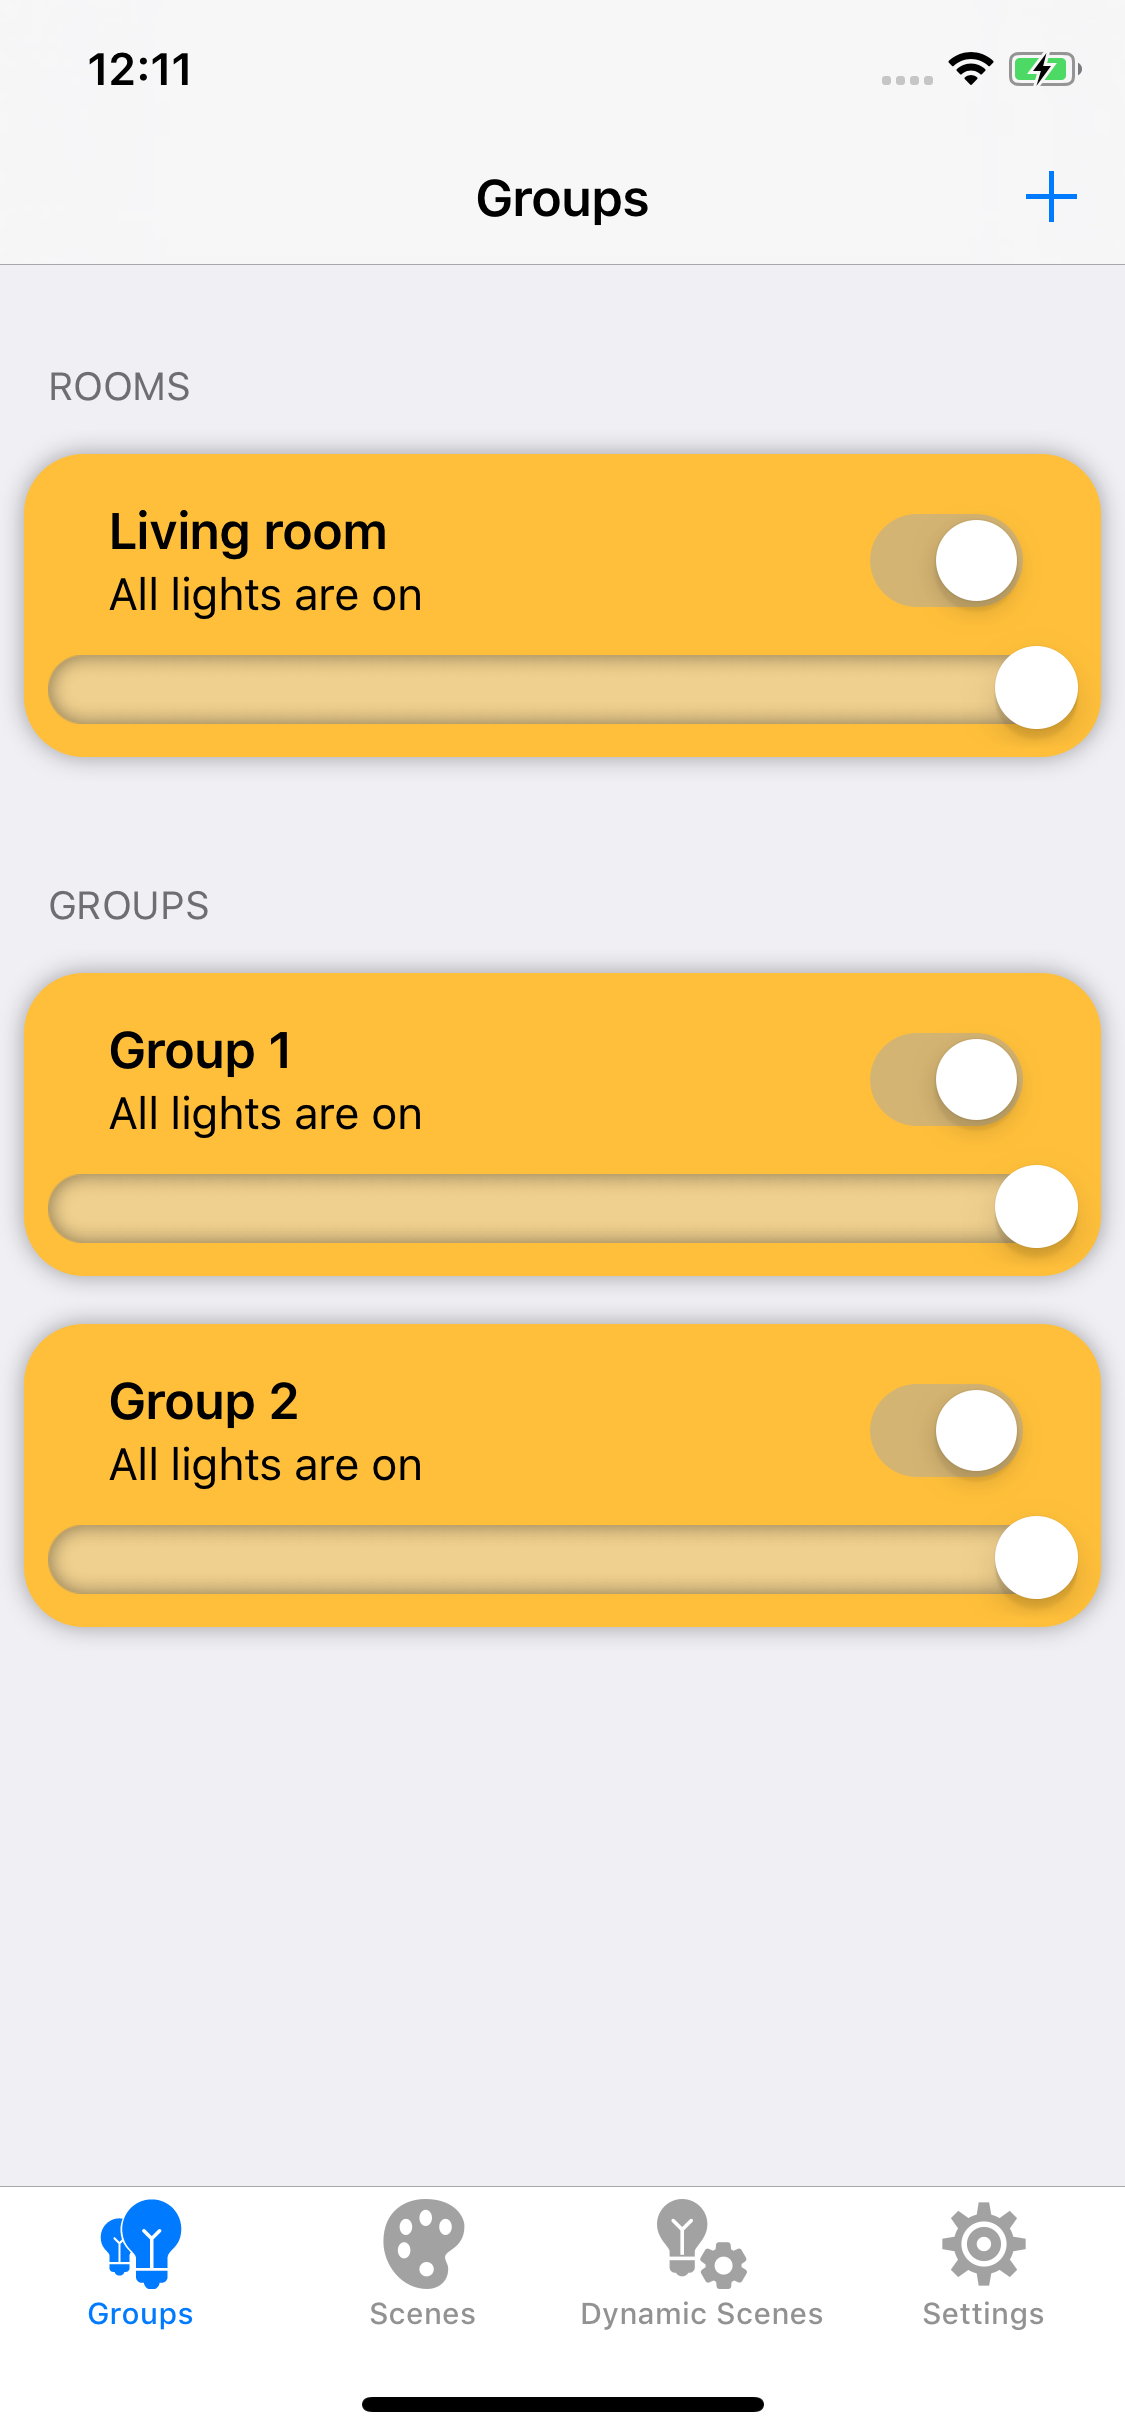 12:11
Groups
ROOMS
Living room
All lights are on
GROUPS
Group 1
All lights are on
Group 2
All lights are on
Groups
Scenes
Dynamic Scenes
Settings